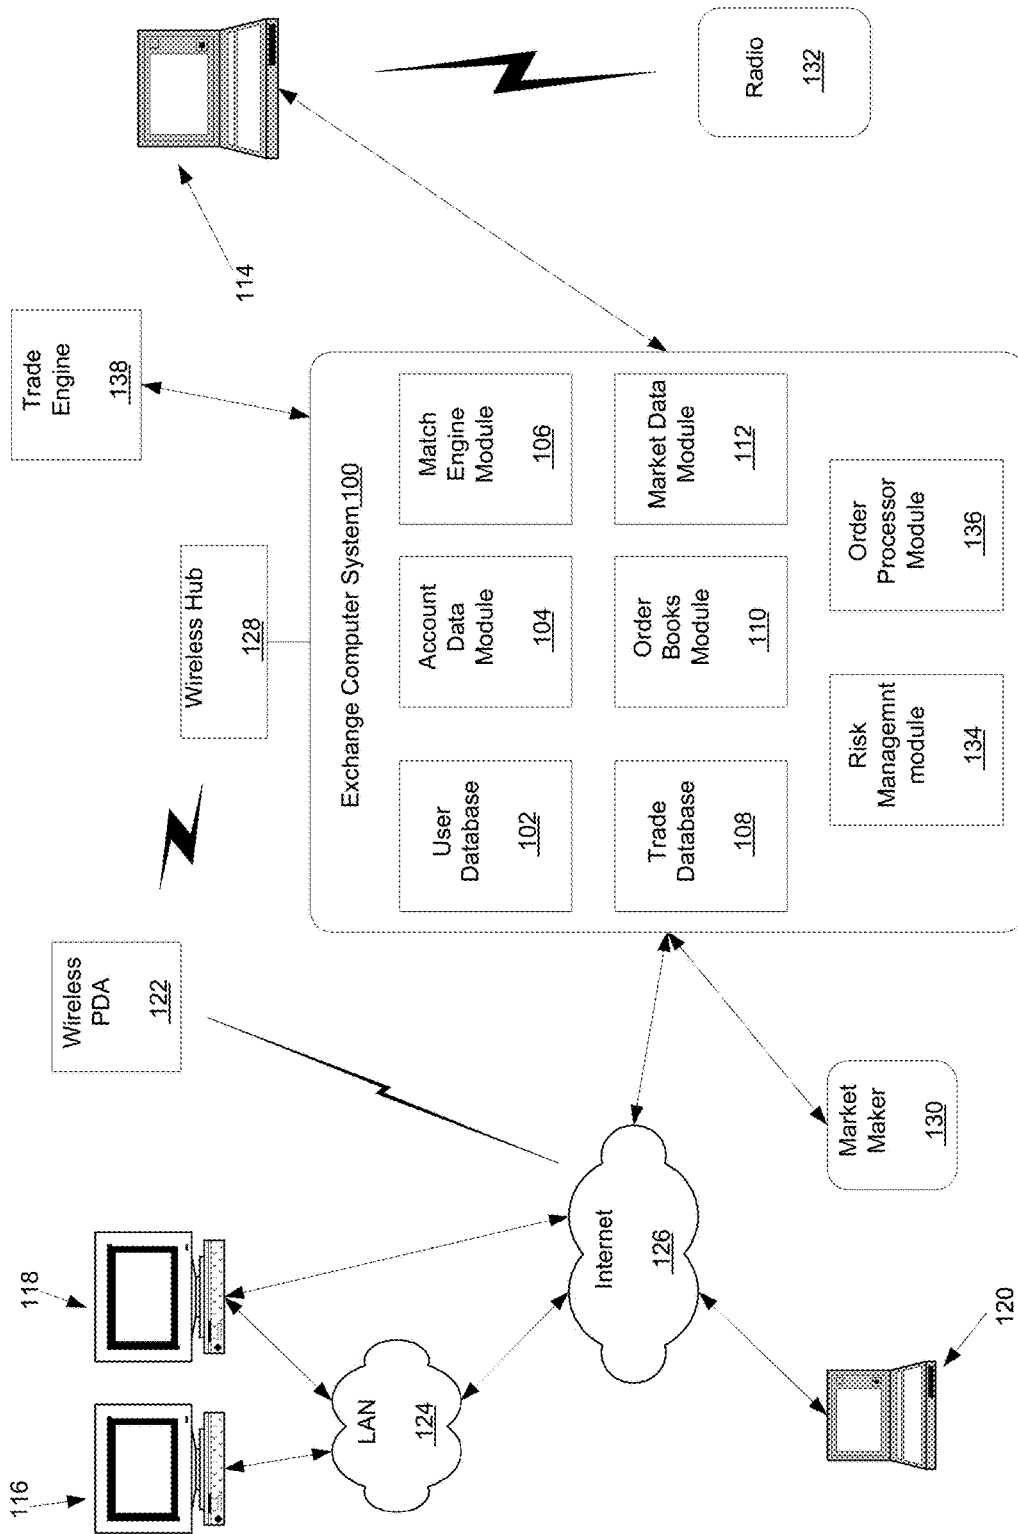 116
118
Wireless
PDA
122
Wireless Hub
128
Trade
Engine
138
114
LAN
124
Internet
126
120
Market
Maker
130
Exchange Computer System 100
User
Database
102
Account
Data
Module
104
Match
Engine
Module
106
Trade
Database
108
Order
Books
Module
110
Market Data
Module
112
Risk
Managemnt
module
134
Order
Processor
Module
136
Radio
132